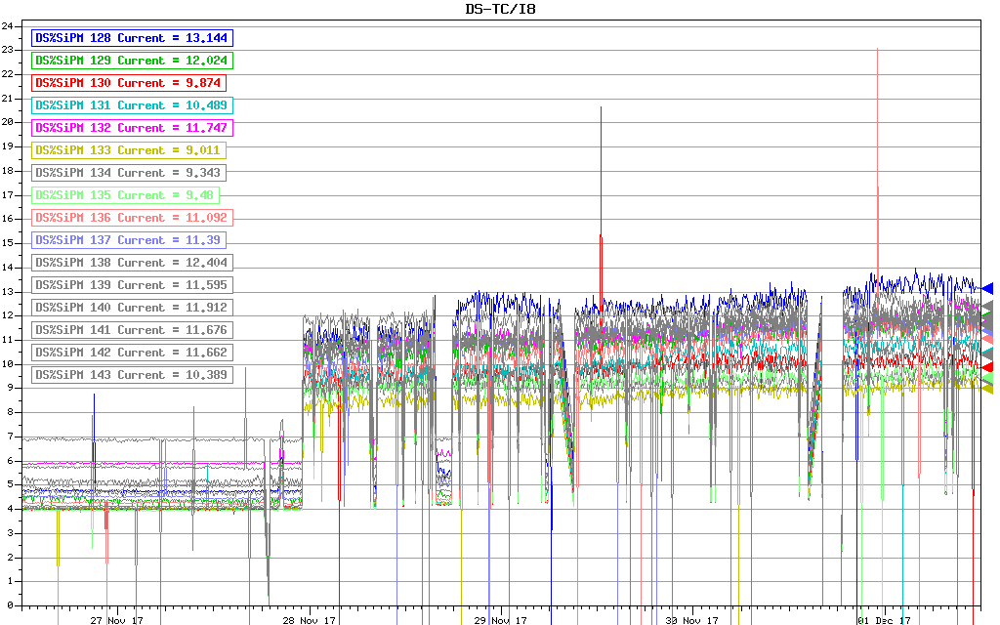 DS-TC/I8
24
23
22
21
20
19
18
17
16
15
14
13
12
11
10
9
8
7
6
5
4
3
2
1
0
DS%SiPM 128 Current = 13.144
DS%SiPM 129 Current = 12.024
DS%SiPM 130 Current = 9.874
DS%SiPM 131 Current = 10.489
DS%SiPM 132 Current = 11.747
DS%SiPM 133 Current = 9.011
DS%SiPM 134 Current = 9.343
DS%SiPM 135 Current = 9.48
DS%SiPM 136 Current = 11.092
DS%SiPM 137 Current = 11.39
DS%SiPM 138 Current = 12.404
DS%SiPM 139 Current = 11.595
DS%SiPM 140 Current = 11.912
DS%SiPM 141 Current = 11.676
DS%SiPM 142 Current = 11.662
DS%SiPM 143 Current = 10.389
27 Nov 17 28 Nov 17 29 Nov 17 30 Nov 17 01 Dec 17